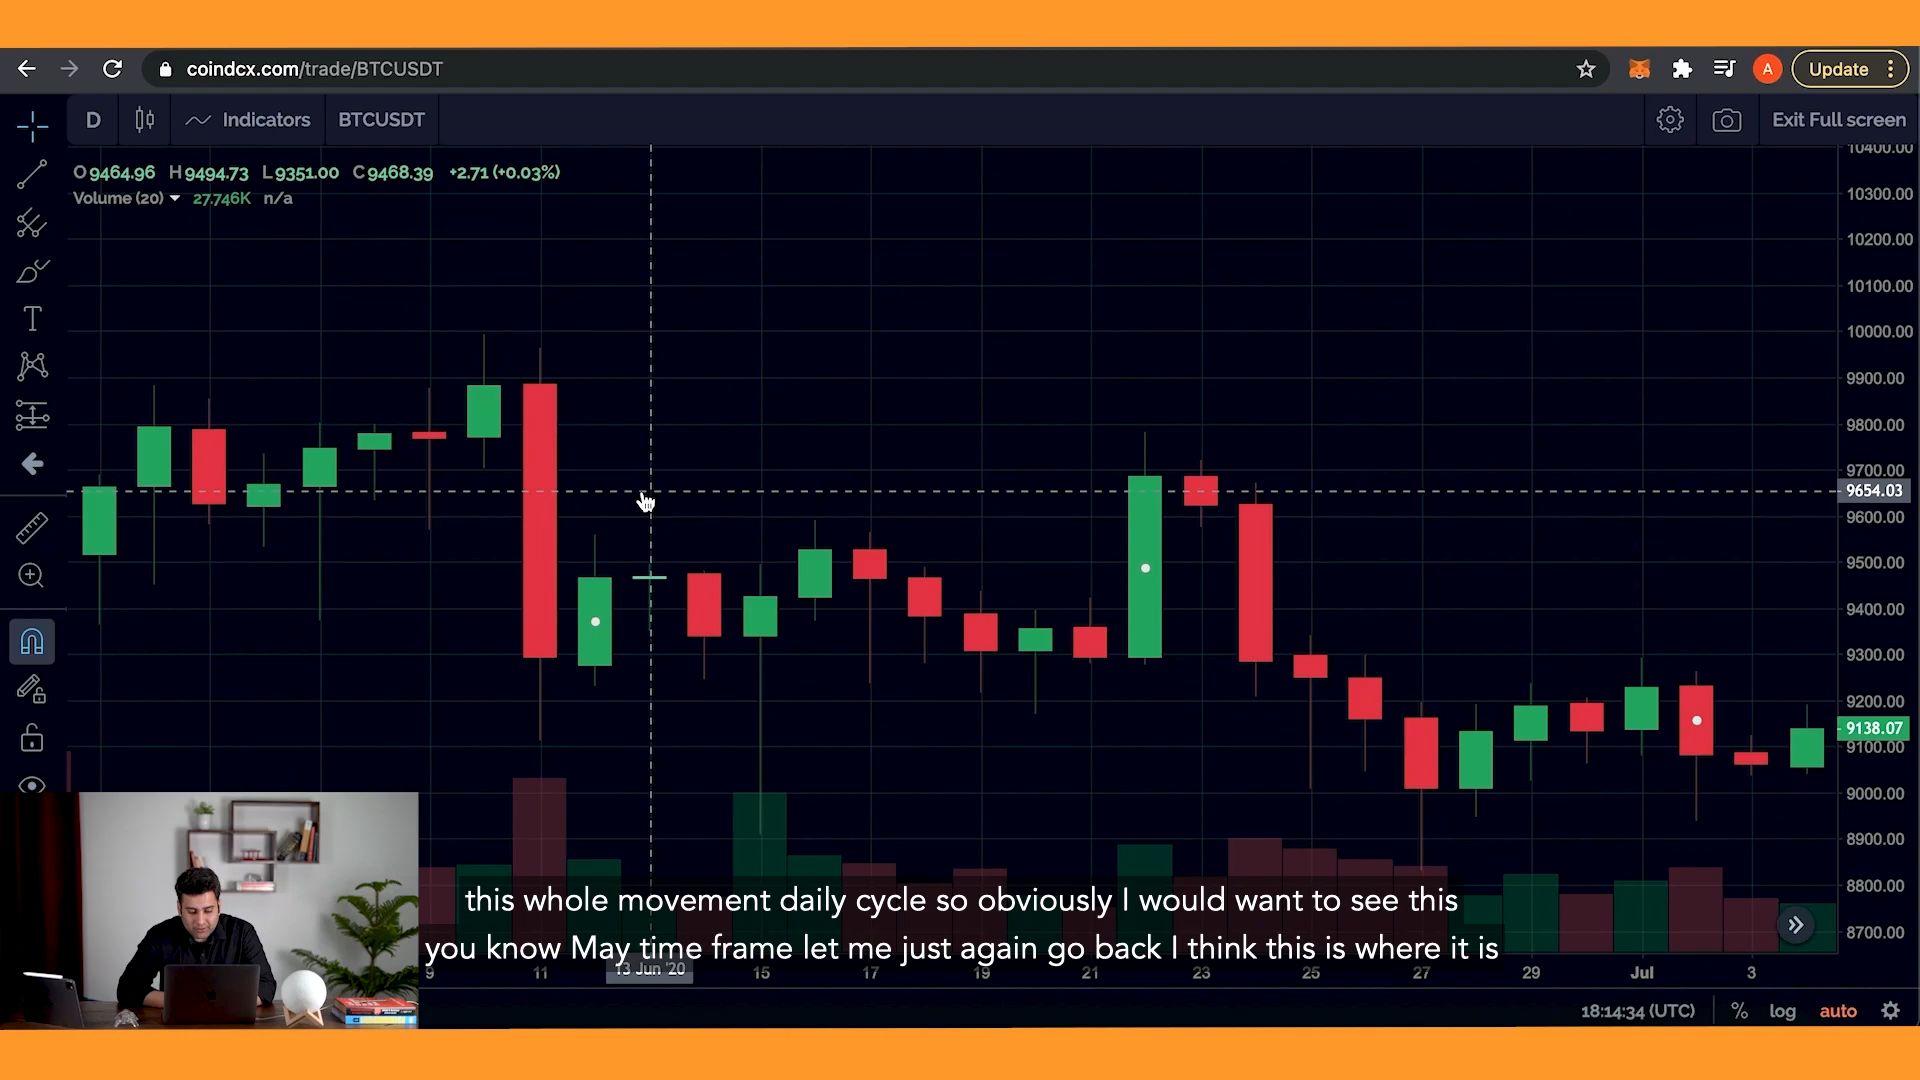 coindcx.com/trade/BTCUSDT
A
Update
D
Indicators
BTCUSDT
Exit Full screen
O9464.96 H9494.73 L9351.00 C9468.39 +2.71 (+0.03%)
Volume (20) 27.746K n/a
10400.00
10300.00
10200.00
10100.00
10000.00
9900.00
9800.00
9700.00
9654.03
9600.00
9500.00
9400.00
9300.00
9200.00
9138.07
9100.00
9000.00
8900.00
8800.00
8700.00
this whole movement daily cycle so obviously I would want to see this
you know May time frame let me just again go back I think this is where it is
9 11 13 Jun '20 15 17 19 21 23 25 27 29 Jul 3
18:14:34 (UTC) % log auto